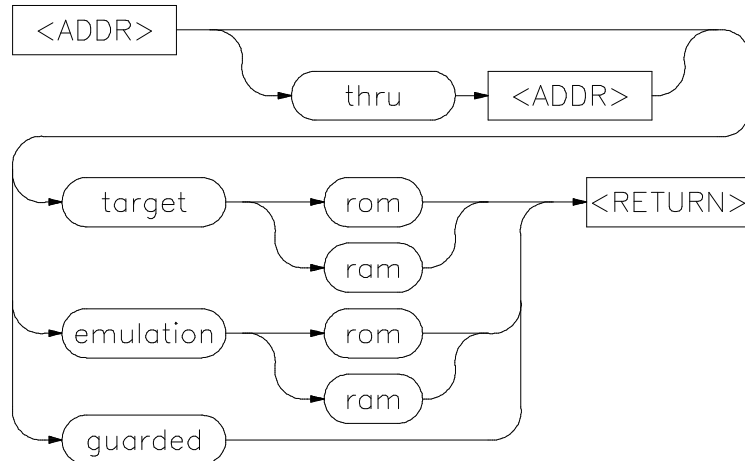 <ADDR>
thru <ADDR>
target rom <RETURN>
ram
emulation rom
ram
guarded